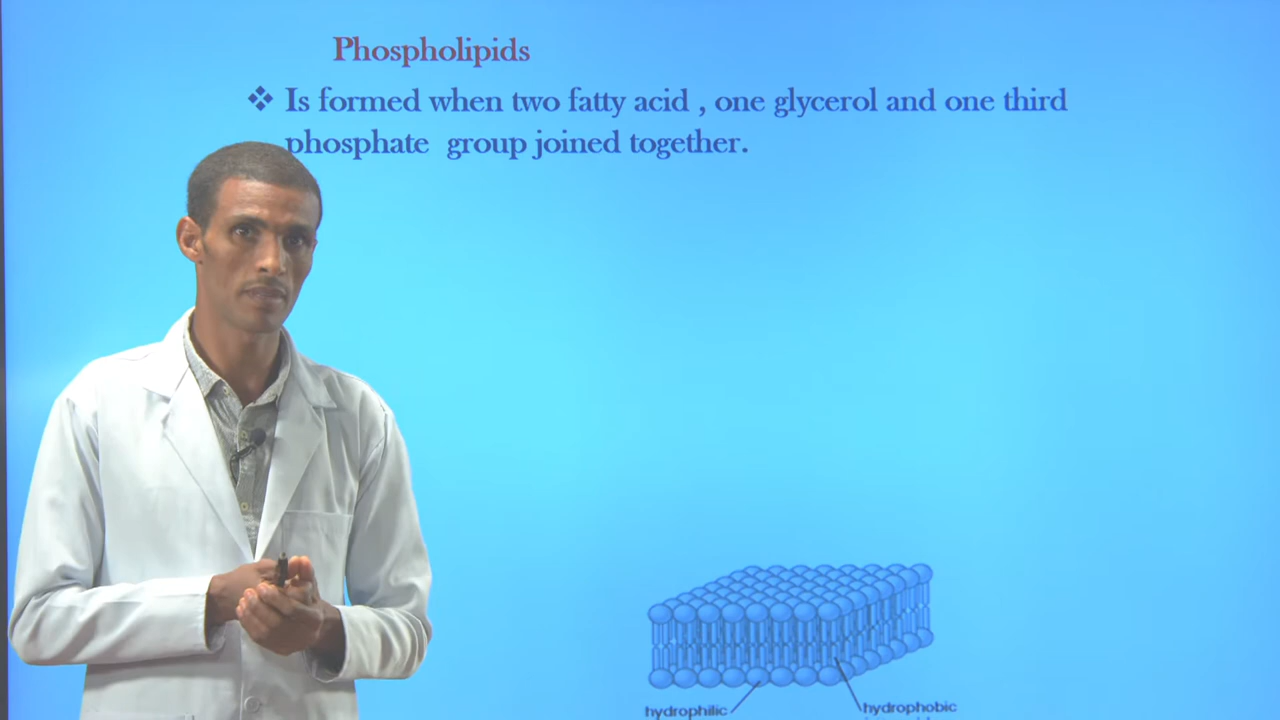 Phospholipids
❖ Is formed when two fatty acid , one glycerol and one third
phosphate group joined together.
hydrophilic
hydrophobic